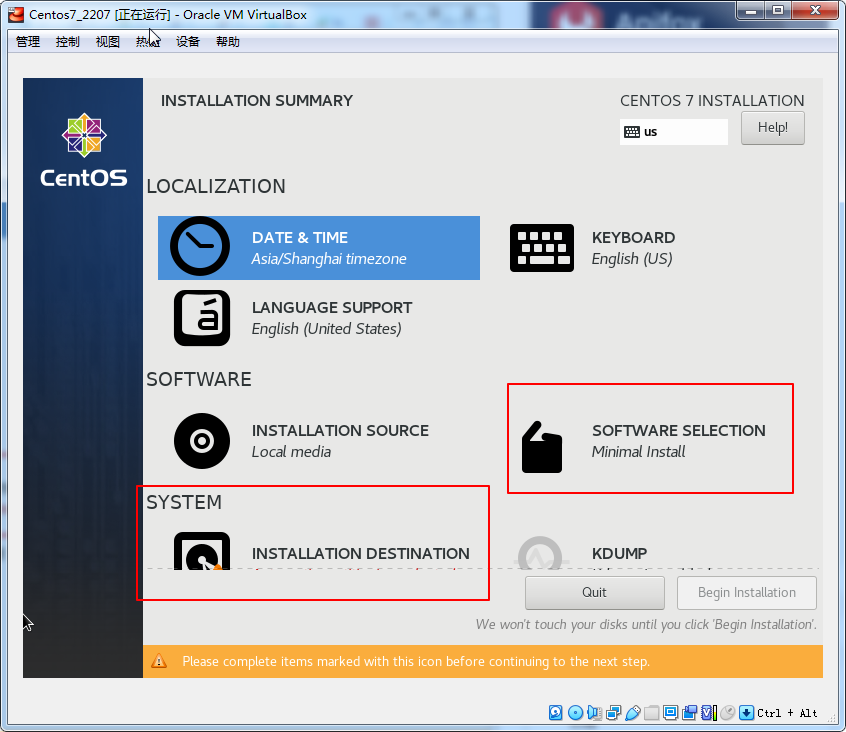 Centos7_2207 [正在运行] - Oracle VM VirtualBox
管理 控制 视图 热键 设备 帮助
INSTALLATION SUMMARY
CENTOS 7 INSTALLATION
us
Help!
CentOS
LOCALIZATION
DATE & TIME
Asia/Shanghai timezone
KEYBOARD
English (US)
LANGUAGE SUPPORT
English (United States)
SOFTWARE
INSTALLATION SOURCE
Local media
SOFTWARE SELECTION
Minimal Install
SYSTEM
INSTALLATION DESTINATION
KDUMP
Quit
Begin Installation
We won't touch your disks until you click 'Begin Installation'.
Please complete items marked with this icon before continuing to the next step.
Ctrl + Alt